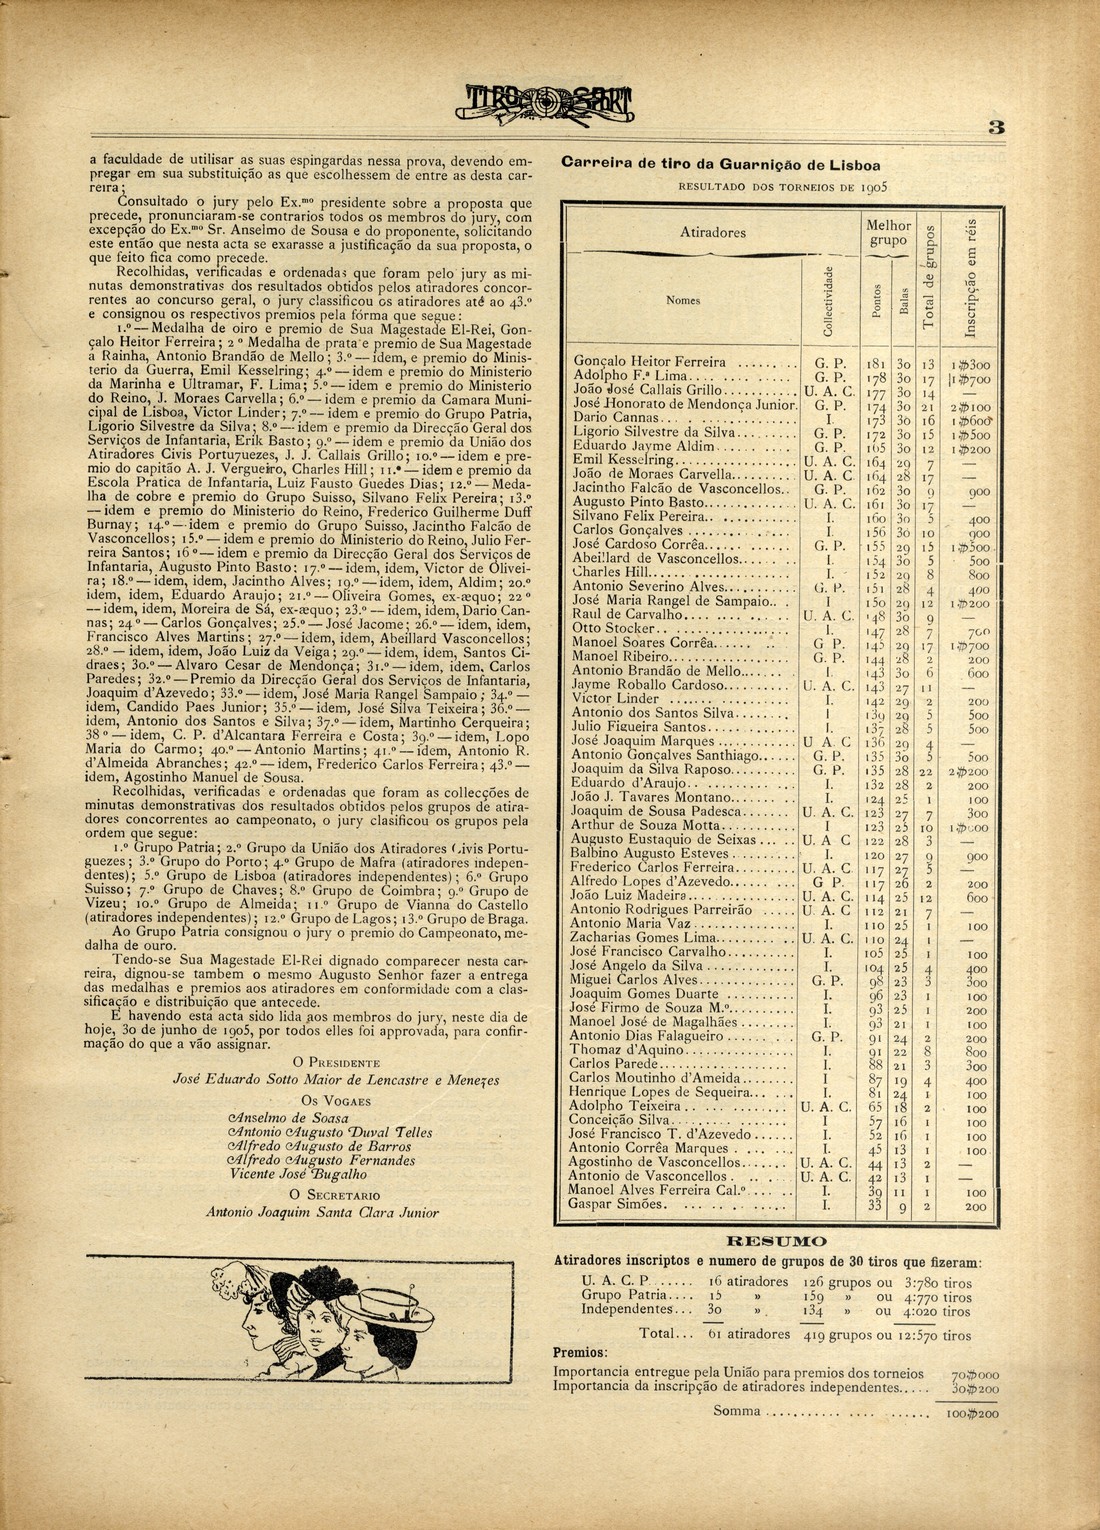 TIRO SPORT
3
a faculdade de utilisar as suas espingardas nessa prova, devendo em-
pregar em sua substituição as que escolhessem de entre as desta car-
reira;
Consultado o jury pelo Ex.mo presidente sobre a proposta que
precede, pronunciaram-se contrarios todos os membros do jury, com
excepção do Ex.mo Sr. Anselmo de Sousa e do proponente, solicitando
este então que nesta acta se exarasse a justificação da sua proposta, o
que feito fica como precede.
Recolhidas, verificadas e ordenadas que foram pelo jury as mi-
nutas demonstrativas dos resultados obtidos pelos atiradores concor-
rentes ao concurso geral, o jury classificou os atiradores até ao 43.º
e consignou os respectivos premios pela fórma que segue:
1.º — Medalha de oiro e premio de Sua Magestade El-Rei, Gon-
çalo Heitor Ferreira; 2 º Medalha de prata e premio de Sua Magestade
a Rainha, Antonio Brandão de Mello; 3.º — idem, e premio do Minis-
terio da Guerra, Emil Kesselring; 4.º — idem e premio do Ministerio
da Marinha e Ultramar, F. Lima; 5.º — idem e premio do Ministerio
do Reino, J. Moraes Carvella; 6.º — idem e premio da Camara Muni-
cipal de Lisboa, Victor Linder; 7.º — idem e premio do Grupo Patria,
Ligorio Silvestre da Silva; 8.º — idem e premio da Direcção Geral dos
Serviços de Infantaria, Erik Basto; 9.º — idem e premio da União dos
Atiradores Civis Portuguezes, J. J. Callais Grillo; 10.º — idem e pre-
mio do capitão A. J. Vergueiro, Charles Hill; 11.º — idem e premio da
Escola Pratica de Infantaria, Luiz Fausto Guedes Dias; 12.º — Meda-
lha de cobre e premio do Grupo Suisso, Silvano Felix Pereira; 13.º
— idem e premio do Ministerio do Reino, Frederico Guilherme Duff
Burnay; 14.º — idem e premio do Grupo Suisso, Jacintho Falcão de
Vasconcellos; 15.º — idem e premio do Ministerio do Reino, Julio Fer-
reira Santos; 16 º — idem e premio da Direcção Geral dos Serviços de
Infantaria, Augusto Pinto Basto; 17.º — idem, idem, Victor de Olivei-
ra; 18.º — idem, idem, Jacintho Alves; 19.º — idem, idem, Aldim; 20.º
idem, idem, Eduardo Araujo; 21.º — Oliveira Gomes, ex-æquo; 22 º
— idem, idem, Moreira de Sá, ex-æquo; 23.º — idem, idem, Dario Can-
nas; 24 º — Carlos Gonçalves; 25.º — José Jacome; 26.º — idem, idem,
Francisco Alves Martins; 27.º — idem, idem, Abeillard Vasconcellos;
28.º — idem, idem, João Luiz da Veiga; 29.º — idem, idem, Santos Ci-
draes; 30.º — Alvaro Cesar de Mendonça; 31.º — idem, idem, Carlos
Paredes; 32.º — Premio da Direcção Geral dos Serviços de Infantaria,
Joaquim d'Azevedo; 33.º — idem, José Maria Rangel Sampaio; 34.º —
idem, Candido Paes Junior; 35.º — idem, José Silva Teixeira; 36.º —
idem, Antonio dos Santos e Silva; 37.º — idem, Martinho Cerqueira;
38 º — idem, C. P. d'Alcantara Ferreira e Costa; 39.º — idem, Lopo
Maria do Carmo; 40.º — Antonio Martins; 41.º — idem, Antonio R.
d'Almeida Abranches; 42.º — idem, Frederico Carlos Ferreira; 43.º —
idem, Agostinho Manuel de Sousa.
Recolhidas, verificadas e ordenadas que foram as collecções de
minutas demonstrativas dos resultados obtidos pelos grupos de atira-
dores concorrentes ao campeonato, o jury clasificou os grupos pela
ordem que segue:
1.º Grupo Patria; 2.º Grupo da União dos Atiradores Civis Portu-
guezes; 3.º Grupo do Porto; 4.º Grupo de Mafra (atiradores indepen-
dentes); 5.º Grupo de Lisboa (atiradores independentes); 6.º Grupo
Suisso; 7.º Grupo de Chaves; 8.º Grupo de Coimbra; 9.º Grupo de
Vizeu; 10.º Grupo de Almeida; 11.º Grupo de Vianna do Castello
(atiradores independentes); 12.º Grupo de Lagos; 13.º Grupo de Braga.
Ao Grupo Patria consignou o jury o premio do Campeonato, me-
dalha de ouro.
Tendo-se Sua Magestade El-Rei dignado comparecer nesta car-
reira, dignou-se tambem o mesmo Augusto Senhor fazer a entrega
das medalhas e premios aos atiradores em conformidade com a clas-
sificação e distribuição que antecede.
E havendo esta acta sido lida aos membros do jury, neste dia de
hoje, 30 de junho de 1905, por todos elles foi approvada, para confir-
mação do que a vão assignar.
O Presidente
José Eduardo Sotto Maior de Lencastre e Menezes
Os Vogaes
Anselmo de Soasa
Antonio Augusto Duval Telles
Alfredo Augusto de Barros
Alfredo Augusto Fernandes
Vicente José Bugalho
O Secretario
Antonio Joaquim Santa Clara Junior
Carreira de tiro da Guarnição de Lisboa
RESULTADO DOS TORNEIOS DE 1905
Atiradores Melhor grupo Total de grupos Inscripção em réis
Nomes Collectividade Pontos Balas
Gonçalo Heitor Ferreira ........ G. P. 181 30 13 1$300
Adolpho F.ª Lima.... G. P. 178 30 17 1$700
João José Callais Grillo.... U. A. C. 177 30 14 —
José Honorato de Mendonça Junior. G. P. 174 30 21 2$100
Dario Cannas.... I. 173 30 16 1$600
Ligorio Silvestre da Silva.... G. P. 172 30 15 1$500
Eduardo Jayme Aldim.... G. P. 165 30 12 1$200
Emil Kesselring.... U. A. C. 164 29 7 —
João de Moraes Carvella.... U. A. C. 164 28 17 —
Jacintho Falcão de Vasconcellos.. G. P. 162 30 9 900
Augusto Pinto Basto.... U. A. C. 161 30 17 —
Silvano Felix Pereira.... I. 160 30 5 400
Carlos Gonçalves.... I. 156 30 10 900
José Cardoso Corrêa.... G. P. 155 29 15 1$500
Abeillard de Vasconcellos.... I. 154 30 5 500
Charles Hill.... I. 152 29 8 800
Antonio Severino Alves.... G. P. 151 28 4 400
José Maria Rangel de Sampaio.. . I 150 29 12 1$200
Raul de Carvalho.... U. A. C. 148 30 9 —
Otto Stocker.... I. 147 28 7 700
Manoel Soares Corrêa.... G P. 145 29 17 1$700
Manoel Ribeiro.... G. P. 144 28 2 200
Antonio Brandão de Mello.... I. 143 30 6 600
Jayme Roballo Cardoso.... U. A. C. 143 27 11 —
Victor Linder .... I. 142 29 2 200
Antonio dos Santos Silva.... I 139 29 5 500
Julio Figueira Santos.... I. 137 28 5 500
José Joaquim Marques.... U A C 136 29 4 —
Antonio Gonçalves Santhiago.... G. P. 135 30 5 500
Joaquim da Silva Raposo.... G. P. 135 28 22 2$200
Eduardo d'Araujo.... I. 132 28 2 200
João J. Tavares Montano.... I. 124 25 1 100
Joaquim de Sousa Padesca.... U. A. C. 123 27 7 300
Arthur de Souza Motta.... I 123 25 10
Augusto Eustaquio de Seixas.... U. A C 122 28 3 —
Balbino Augusto Esteves.... I. 120 27 9 900
Frederico Carlos Ferreira.... U. A. C. 117 27 5 —
Alfredo Lopes d'Azevedo.... G P. 117 26 2 200
João Luiz Madeira.... U. A. C. 114 25 12 600
Antonio Rodrigues Parreirão ..... U. A. C 112 21 7 —
Antonio Maria Vaz.... I. 110 25 1 100
Zacharias Gomes Lima.... U. A. C. 110 24 1 —
José Francisco Carvalho.... I. 105 25 1 100
José Angelo da Silva.... I. 104 25 4 400
Miguel Carlos Alves.... G. P. 98 23 3 300
Joaquim Gomes Duarte.... I. 96 23 1 100
José Firmo de Souza M.º.... I. 93 25 1 200
Manoel José de Magalhães.... I. 93 21 1 100
Antonio Dias Falagueiro.... G. P. 91 24 2 200
Thomaz d'Aquino.... I. 91 22 8 800
Carlos Parede.... I. 88 21 3 300
Carlos Moutinho d'Ameida.... I 87 19 4 400
Henrique Lopes de Sequeira.... I. 81 24 1 100
Adolpho Teixeira.... U. A. C. 65 18 2 100
Conceição Silva.... I 57 16 1 100
José Francisco T. d'Azevedo.... I. 52 16 1 100
Antonio Corrêa Marques.... I. 45 13 1 100
Agostinho de Vasconcellos.... U. A. C. 44 13 2 —
Antonio de Vasconcellos.... U. A. C. 42 13 1 —
Manoel Alves Ferreira Cal.º.... I. 39 11 1 100
Gaspar Simões.... I. 33 9 2 200
RESUMO
Atiradores inscriptos e numero de grupos de 30 tiros que fizeram:
U. A. C. P ...... 16 atiradores 126 grupos ou 3:780 tiros
Grupo Patria.... 15 » 159 » ou 4:770 tiros
Independentes... 30 » 134 » ou 4:020 tiros
Total... 61 atiradores 419 grupos ou 12:570 tiros
Premios:
Importancia entregue pela União para premios dos torneios 70$000
Importancia da inscripção de atiradores independentes..... 30$200
Somma .... 100$200